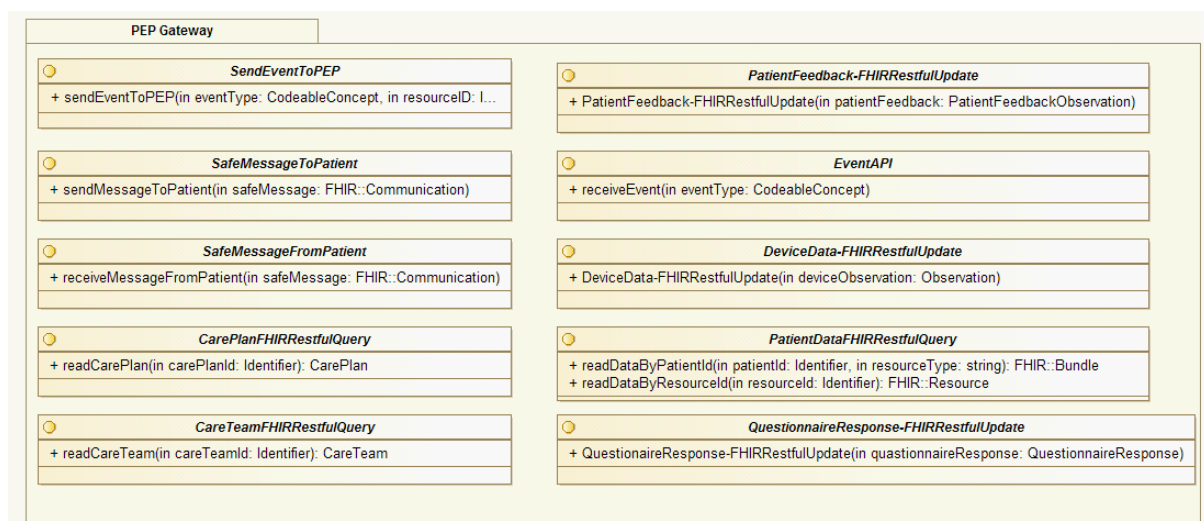 PEP Gateway
SendEventToPEP
+ sendEventToPEP(in eventType: CodeableConcept, in resourceID: I...
SafeMessageToPatient
+ sendMessageToPatient(in safeMessage: FHIR::Communication)
SafeMessageFromPatient
+ receiveMessageFromPatient(in safeMessage: FHIR::Communication)
CarePlanFHIRRestfulQuery
+ readCarePlan(in carePlanId: Identifier): CarePlan
CareTeamFHIRRestfulQuery
+ readCareTeam(in careTeamId: Identifier): CareTeam
PatientFeedback-FHIRRestfulUpdate
+ PatientFeedback-FHIRRestfulUpdate(in patientFeedback: PatientFeedbackObservation)
EventAPI
+ receiveEvent(in eventType: CodeableConcept)
DeviceData-FHIRRestfulUpdate
+ DeviceData-FHIRRestfulUpdate(in deviceObservation: Observation)
PatientDataFHIRRestfulQuery
+ readDataByPatientId(in patientId: Identifier, in resourceType: string): FHIR::Bundle
+ readDataByResourceId(in resourceId: Identifier): FHIR::Resource
QuestionnaireResponse-FHIRRestfulUpdate
+ QuestionaireResponse-FHIRRestfulUpdate(in quastionnaireResponse: QuestionnaireResponse)